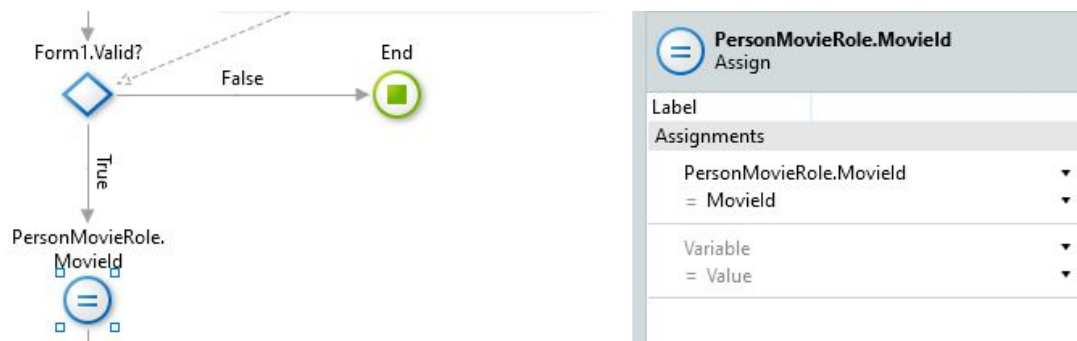 Form1.Valid?
End
False
True
PersonMovieRole.
MovieId
PersonMovieRole.MovieId
Assign
Label
Assignments
PersonMovieRole.MovieId
= MovieId
Variable
= Value